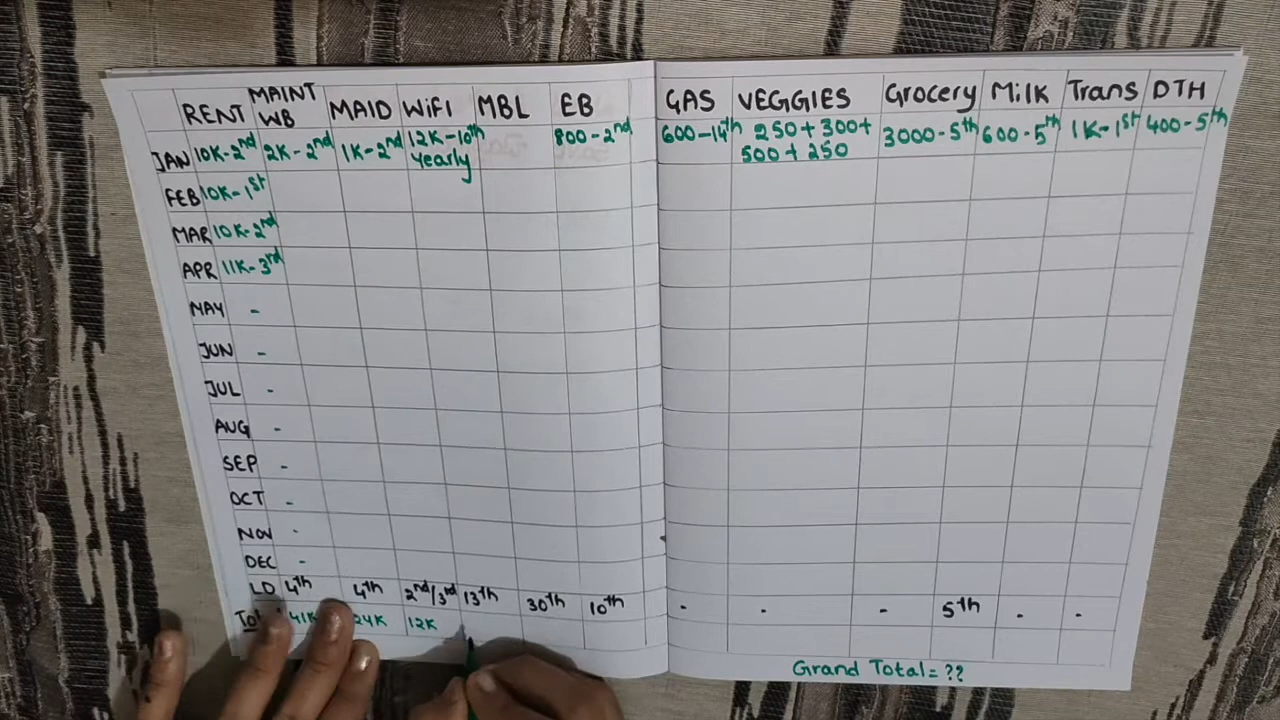 RENT MAINT WB MAID WiFI MBL EB GAS VEGGIES Grocery Milk Trans DTH
JAN 10K-2nd 2K-2nd 1K-2nd 12K-10th yearly 800-2nd 600-14th 250+300+ 500+250 3000-5th 600-5th 1K-1st 400-5th
FEB 10K-1st
MAR 10K-2nd
APR 11K-3rd
MAY -
JUN -
JUL -
AUG -
SEP -
OCT -
NOV -
DEC -
LD 4th 4th 2nd/3rd 13th 30th 10th - - - 5th - -
41K 24K 12K
Grand Total = ??